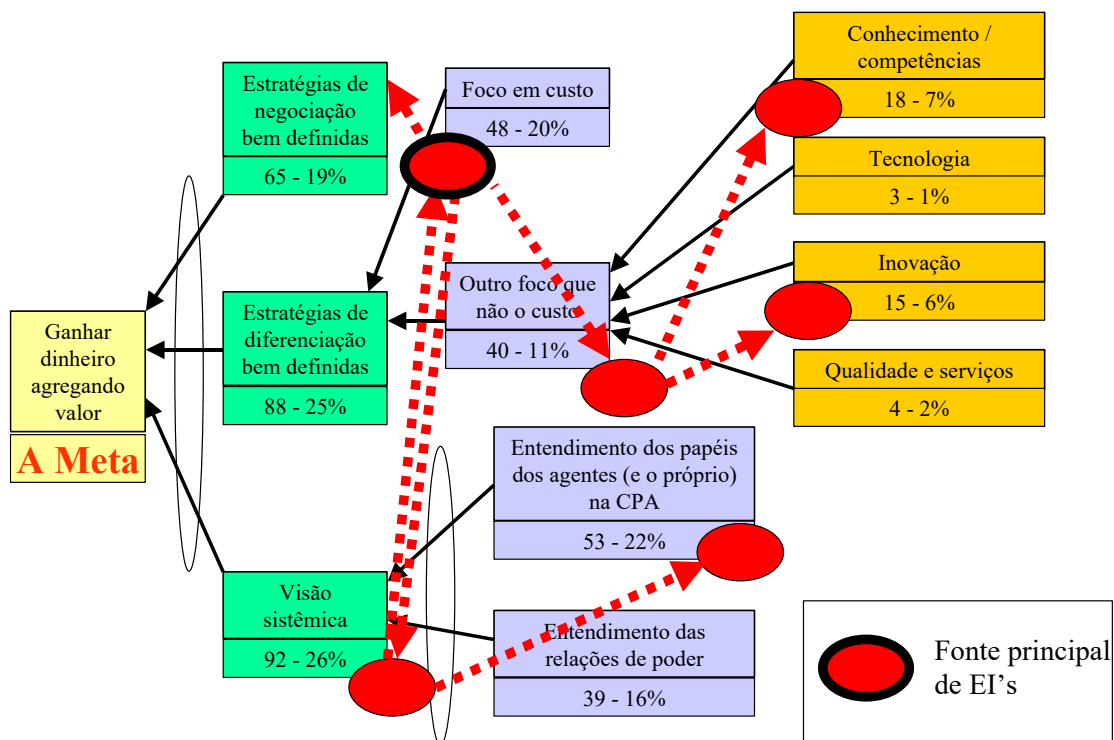 Conhecimento /
competências
18 - 7%
Estratégias de
negociação
bem definidas
65 - 19%
Foco em custo
48 - 20%
Tecnologia
3 - 1%
Inovação
15 - 6%
Outro foco que
não o custo
40 - 11%
Estratégias de
diferenciação
bem definidas
88 - 25%
Ganhar
dinheiro
agregando
valor
A Meta
Qualidade e serviços
4 - 2%
Entendimento dos papéis
dos agentes (e o próprio)
na CPA
53 - 22%
Visão
sistêmica
92 - 26%
Entendimento das
relações de poder
39 - 16%
Fonte principal
de EI's